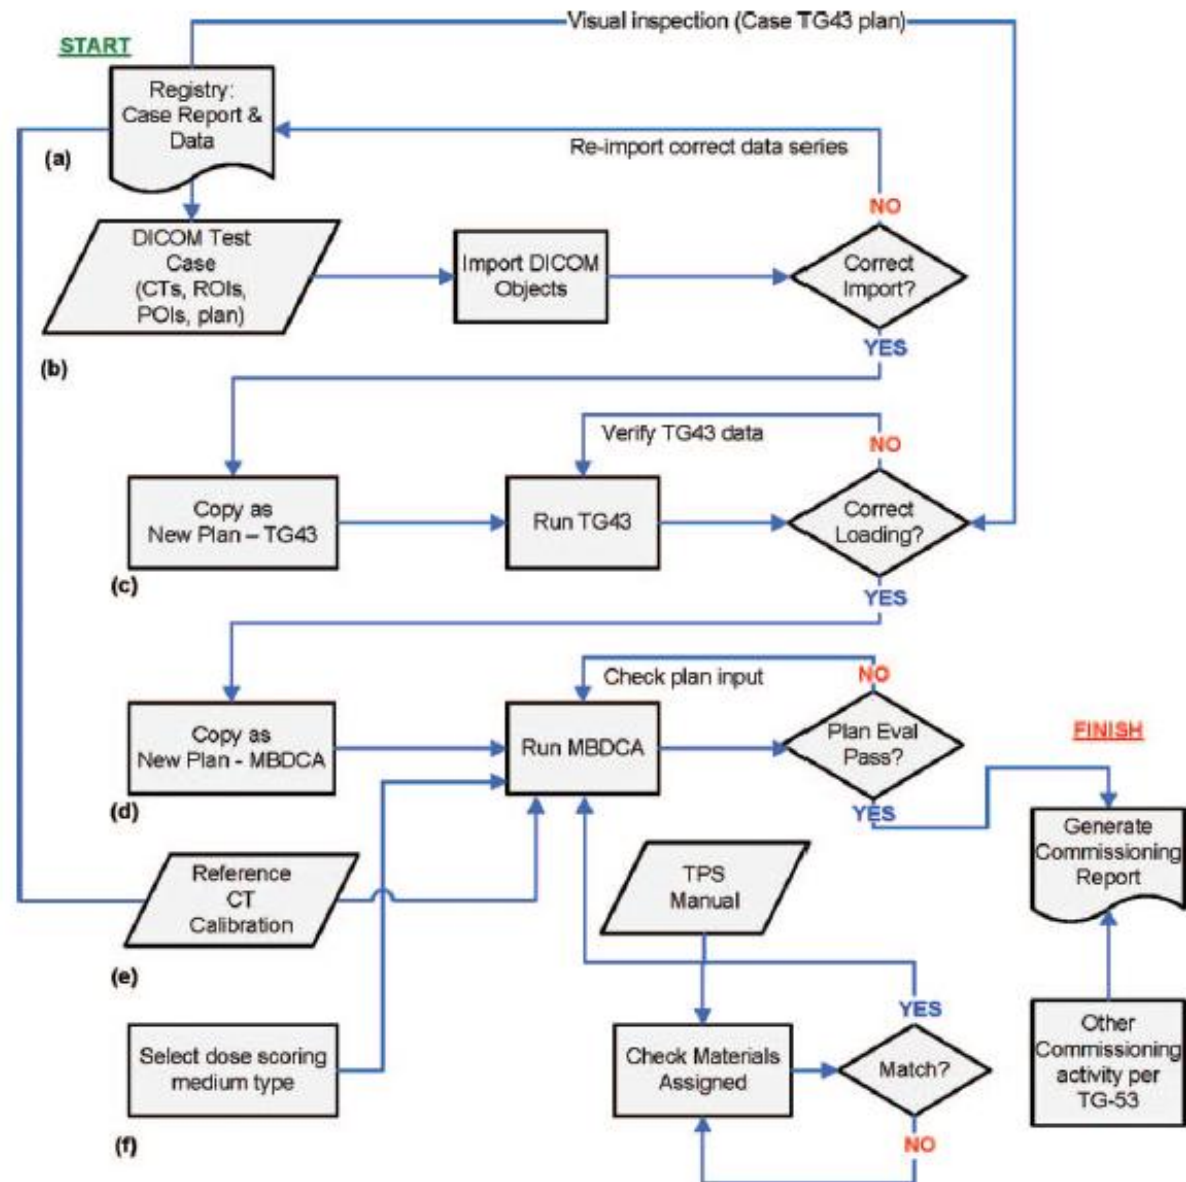 Visual inspection (Case TG43 plan)
START
Registry:
Case Report &
Data
(a)
Re-import correct data series
NO
DICOM Test
Case
(CTs, ROIs,
POIs, plan)
Import DICOM
Objects
Correct
Import?
YES
(b)
Verify TG43 data
NO
Copy as
New Plan – TG43
Run TG43
Correct
Loading?
(c)
YES
Check plan input
NO
Copy as
New Plan - MBDCA
Run MBDCA
Plan Eval
Pass?
FINISH
(d)
YES
Generate
Commissioning
Report
Reference
CT
Calibration
TPS
Manual
(e)
YES
Select dose scoring
medium type
Check Materials
Assigned
Match?
Other
Commissioning
activity per
TG-53
(f)
NO